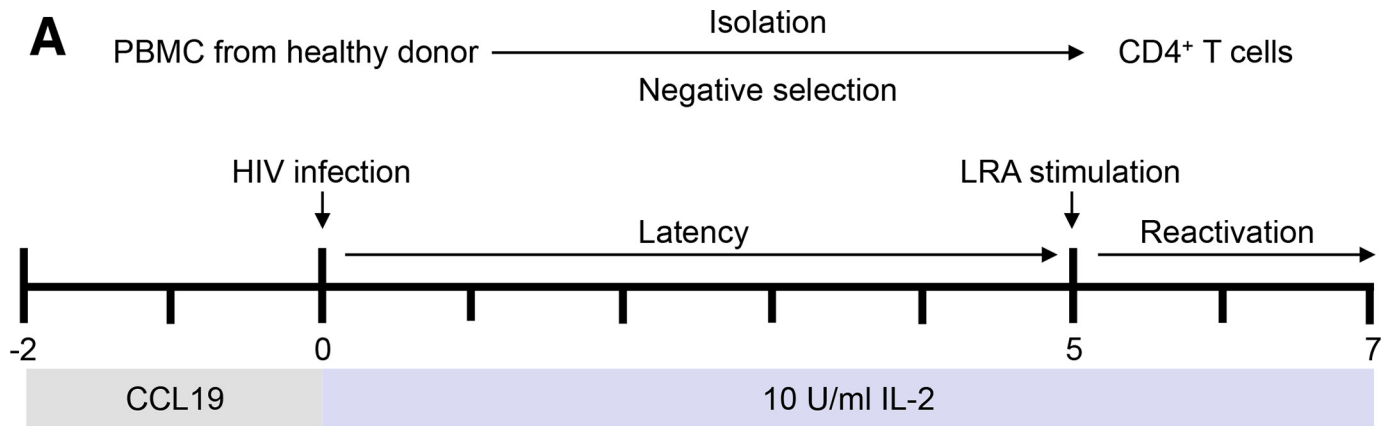 A
Isolation
PBMC from healthy donor
CD4⁺ T cells
Negative selection
HIV infection
LRA stimulation
Latency
Reactivation
-2 0 5 7
CCL19
10 U/ml IL-2